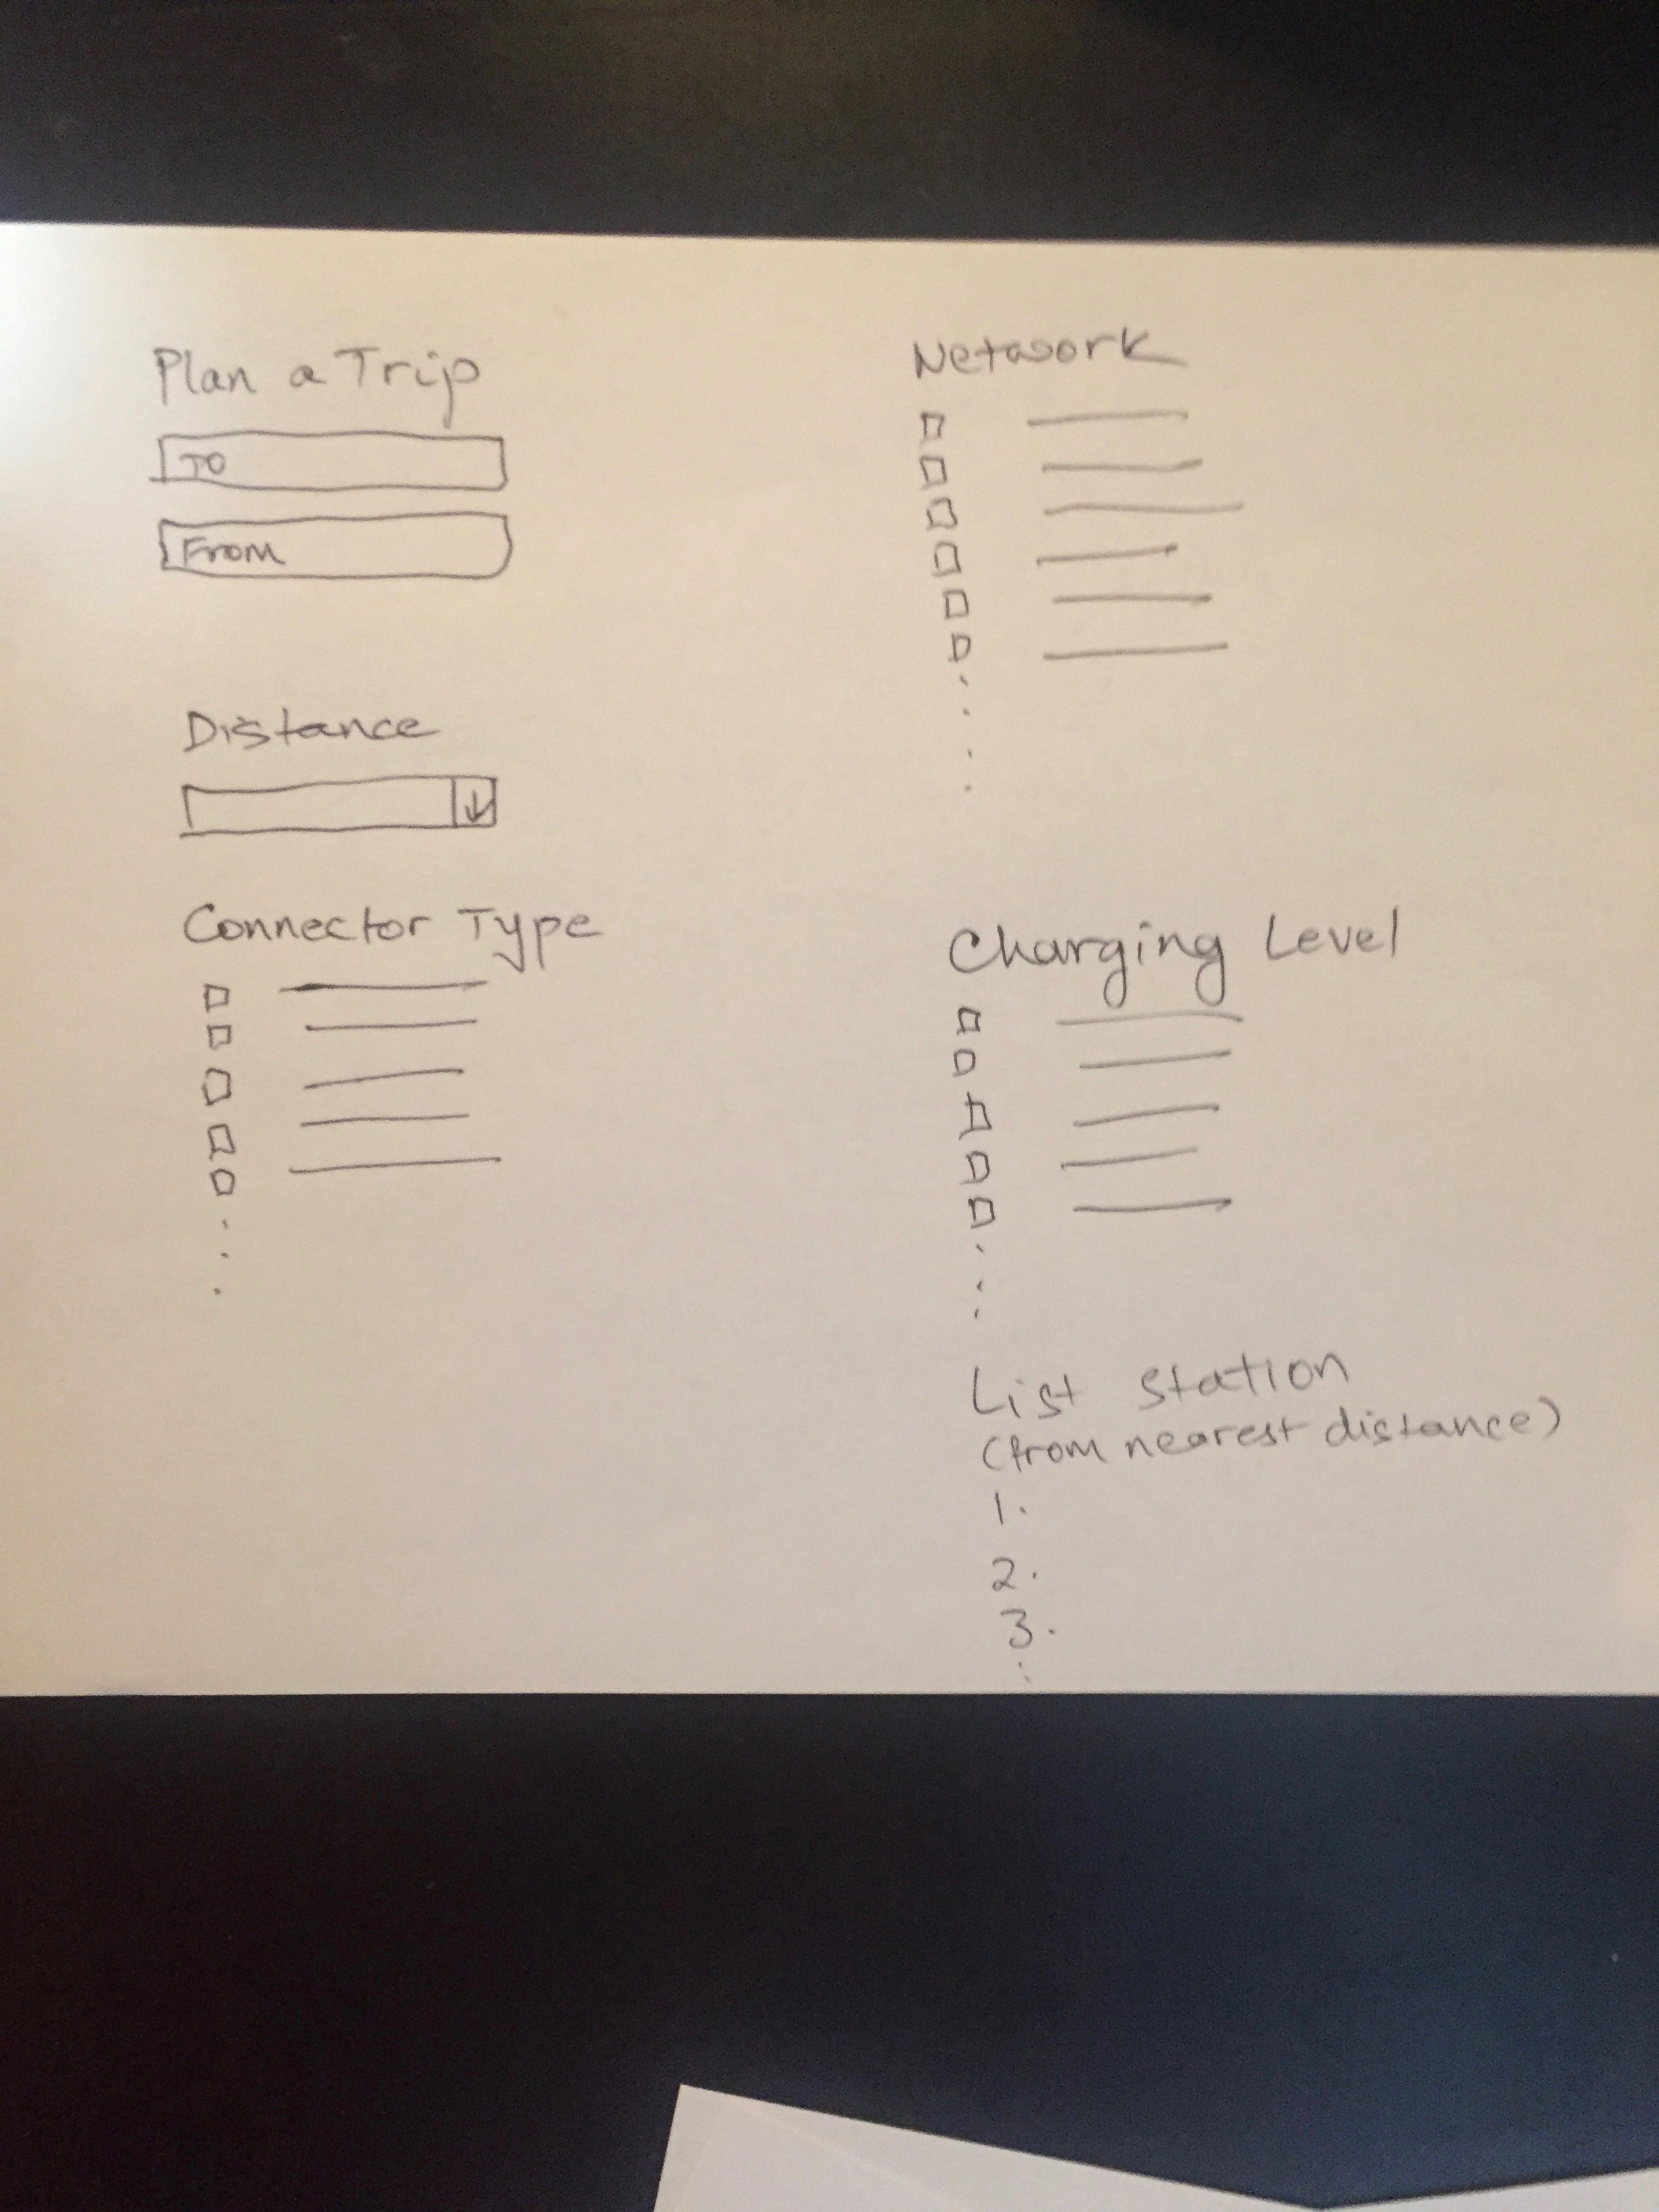 Plan a Trip
TO
From
Distance
Connector Type
Network
Charging Level
List Station
(from nearest distance)
1.
2.
3.